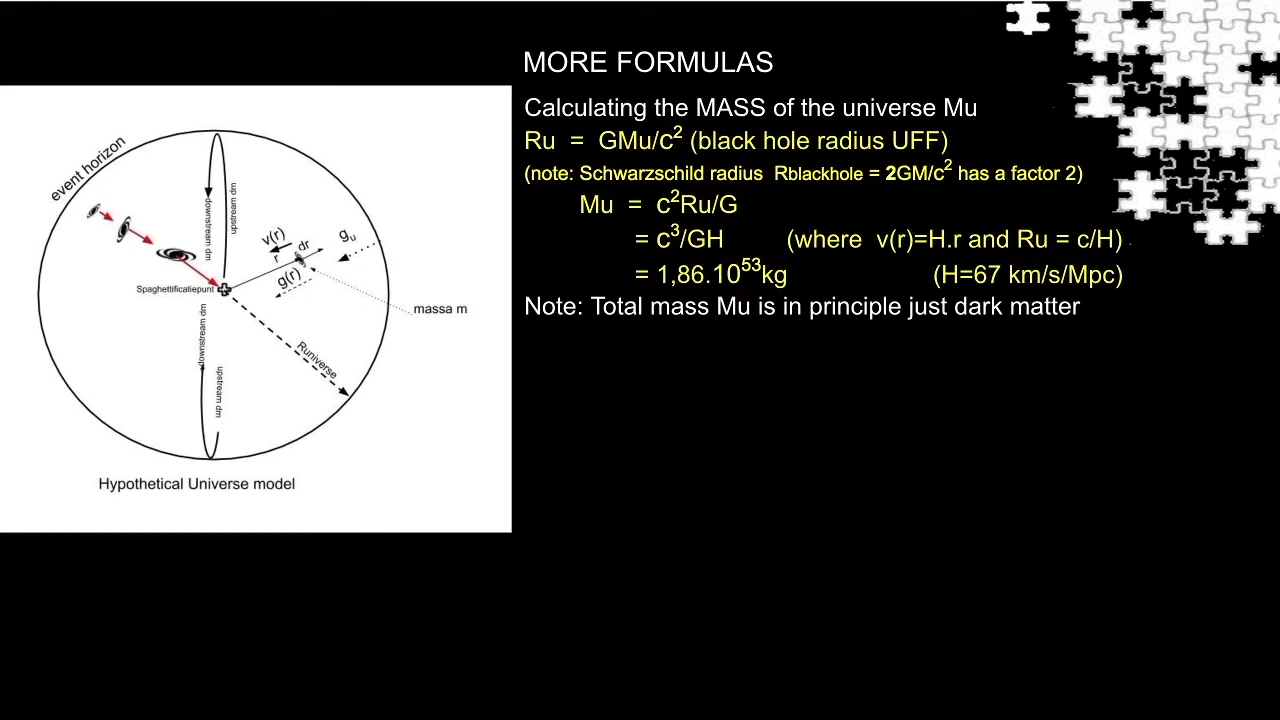 MORE FORMULAS
Calculating the MASS of the universe Mu
Ru = GMu/c² (black hole radius UFF)
(note: Schwarzschild radius Rblackhole = 2GM/c² has a factor 2)
Mu = c²Ru/G
= c³/GH (where v(r)=H.r and Ru = c/H)
= 1,86.10⁵³kg (H=67 km/s/Mpc)
Note: Total mass Mu is in principle just dark matter
event horizon
downstream dm
upstream dm
v(r)
dr
r
gu
g(r)
Spaghettificatiepunt
massa m
downstream dm
upstream dm
Runiverse
Hypothetical Universe model